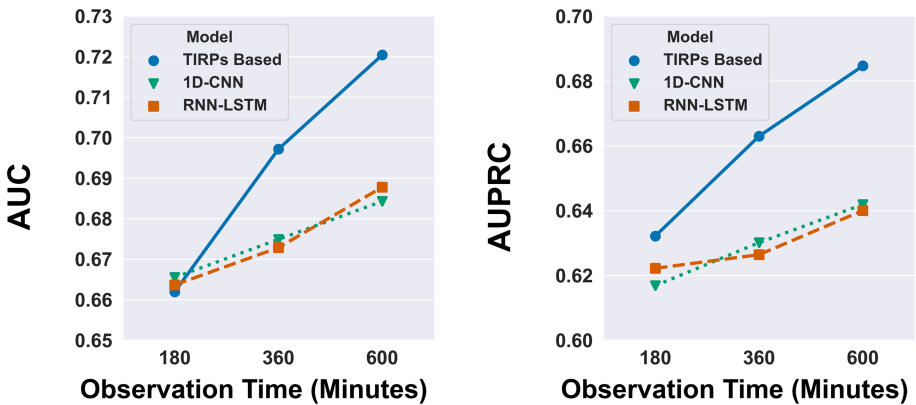 0.73
0.72
0.71
0.70
0.69
0.68
0.67
0.66
0.65
AUC
Model
TIRPs Based
1D-CNN
RNN-LSTM
180
360
600
Observation Time (Minutes)
0.70
0.68
0.66
0.64
0.62
0.60
AUPRC
Model
TIRPs Based
1D-CNN
RNN-LSTM
180
360
600
Observation Time (Minutes)